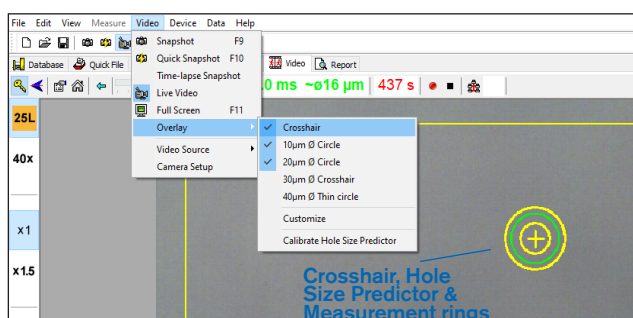 File Edit View Measure Video Device Data Help
Snapshot F9
Database Quick File
Quick Snapshot F10
Video Report
Time-lapse Snapshot
Live Video
.0 ms ~ø16 µm 437 s
Full Screen F11
25L
Overlay
Crosshair
10µm Ø Circle
Video Source
40x
20µm Ø Circle
Camera Setup
30µm Ø Crosshair
40µm Ø Thin circle
Customize
x1
Calibrate Hole Size Predictor
x1.5
Crosshair, Hole
Size Predictor &
Measurement rings